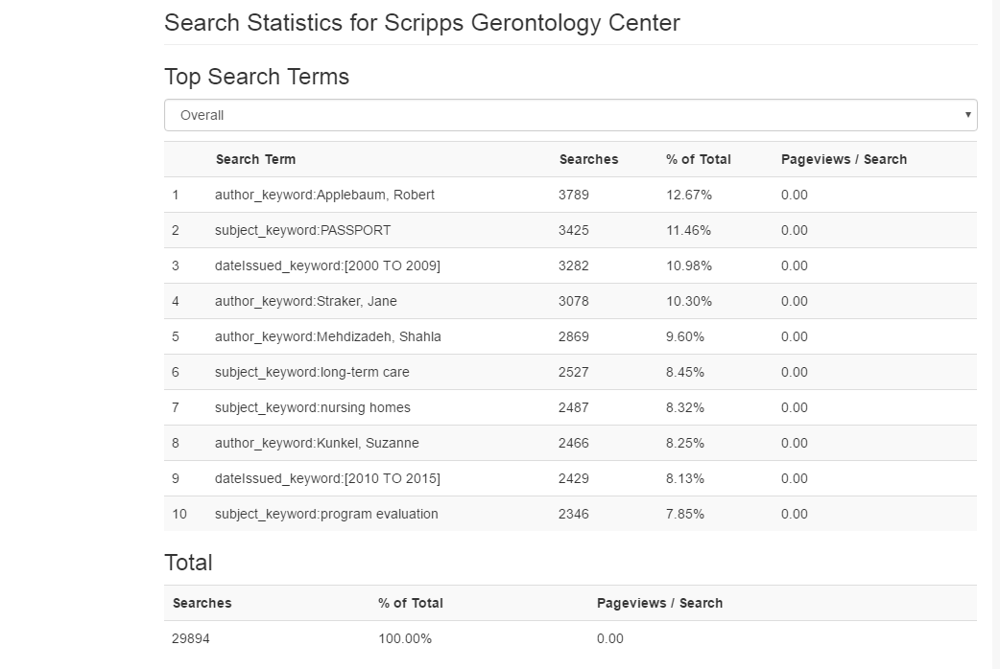 Search Statistics for Scripps Gerontology Center
Top Search Terms
Overall
Search Term Searches % of Total Pageviews / Search
1 author_keyword:Applebaum, Robert 3789 12.67% 0.00
2 subject_keyword:PASSPORT 3425 11.46% 0.00
3 dateIssued_keyword:[2000 TO 2009] 3282 10.98% 0.00
4 author_keyword:Straker, Jane 3078 10.30% 0.00
5 author_keyword:Mehdizadeh, Shahla 2869 9.60% 0.00
6 subject_keyword:long-term care 2527 8.45% 0.00
7 subject_keyword:nursing homes 2487 8.32% 0.00
8 author_keyword:Kunkel, Suzanne 2466 8.25% 0.00
9 dateIssued_keyword:[2010 TO 2015] 2429 8.13% 0.00
10 subject_keyword:program evaluation 2346 7.85% 0.00
Total
Searches % of Total Pageviews / Search
29894 100.00% 0.00